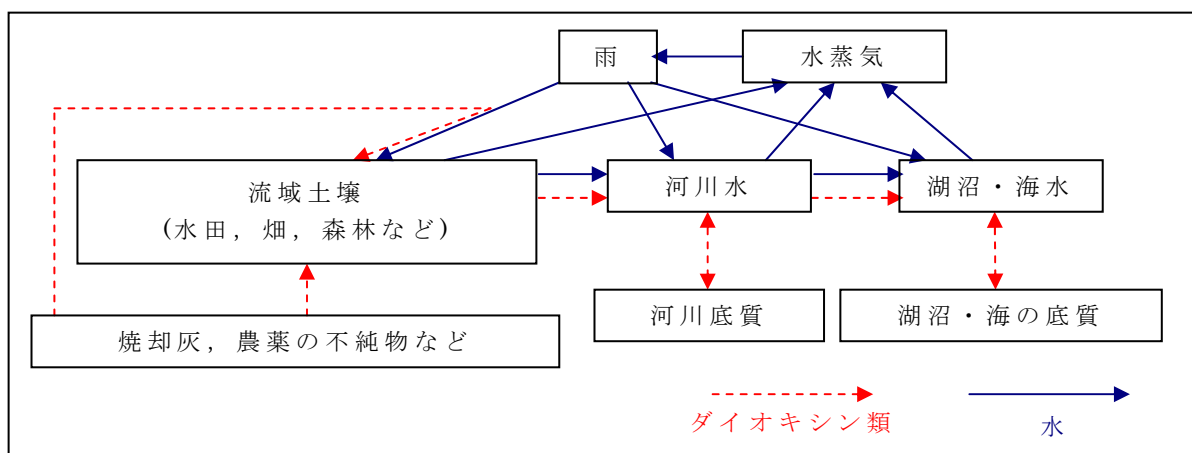 雨
水蒸気
流域土壌
(水田，畑，森林など)
河川水
湖沼・海水
河川底質
湖沼・海の底質
焼却灰，農薬の不純物など
ダイオキシン類
水